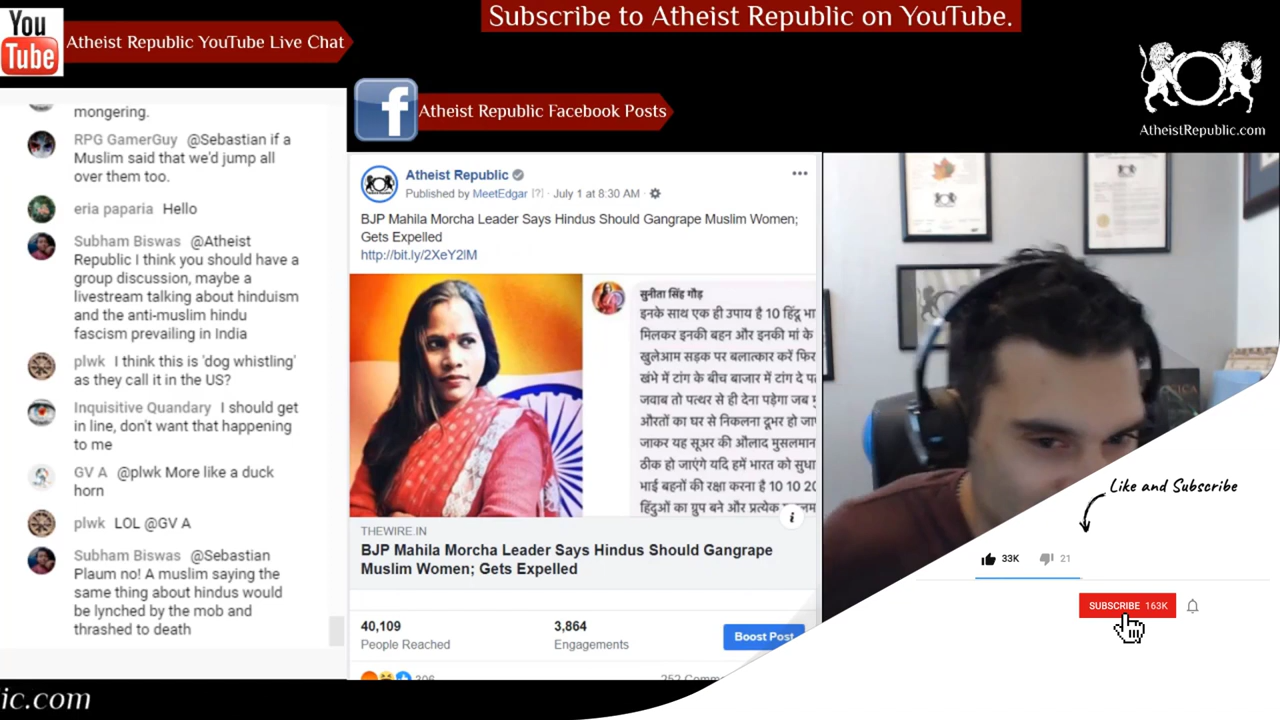 You
Tube
Atheist Republic YouTube Live Chat
Subscribe to Atheist Republic on YouTube.
AtheistRepublic.com
f
Atheist Republic Facebook Posts
mongering.
RPG GamerGuy @Sebastian if a
Muslim said that we'd jump all
over them too.
eria paparia Hello
Subham Biswas @Atheist
Republic I think you should have a
group discussion, maybe a
livestream talking about hinduism
and the anti-muslim hindu
fascism prevailing in India
plwk I think this is 'dog whistling'
as they call it in the US?
Inquisitive Quandary I should get
in line, don't want that happening
to me
GV A @plwk More like a duck
horn
plwk LOL @GV A
Subham Biswas @Sebastian
Plaum no! A muslim saying the
same thing about hindus would
be lynched by the mob and
thrashed to death
Atheist Republic
Published by MeetEdgar [?] · July 1 at 8:30 AM ·
BJP Mahila Morcha Leader Says Hindus Should Gangrape Muslim Women;
Gets Expelled
http://bit.ly/2XeY2lM
सुनीता सिंह गौड़
इनके साथ एक ही उपाय है 10 हिंदू भा
मिलकर इनकी बहन और इनकी मां के
खुलेआम सड़क पर बलात्कार करें फिर
खंभे में टांग के बीच बाजार में टांग दे प
जवाब तो पत्थर से ही देना पड़ेगा जब
औरतों का घर से निकलना दूभर हो जा
जाकर यह सूअर की औलाद मुसलमान
ठीक हो जाएंगे यदि हमें भारत को सुधा
भाई बहनों की रक्षा करना है 10 10 20
हिंदुओं का ग्रुप बने और प्रत्येक
THEWIRE.IN
BJP Mahila Morcha Leader Says Hindus Should Gangrape
Muslim Women; Gets Expelled
40,109
People Reached
3,864
Engagements
Boost Post
Like and Subscribe
33K
21
SUBSCRIBE 163K
ic.com